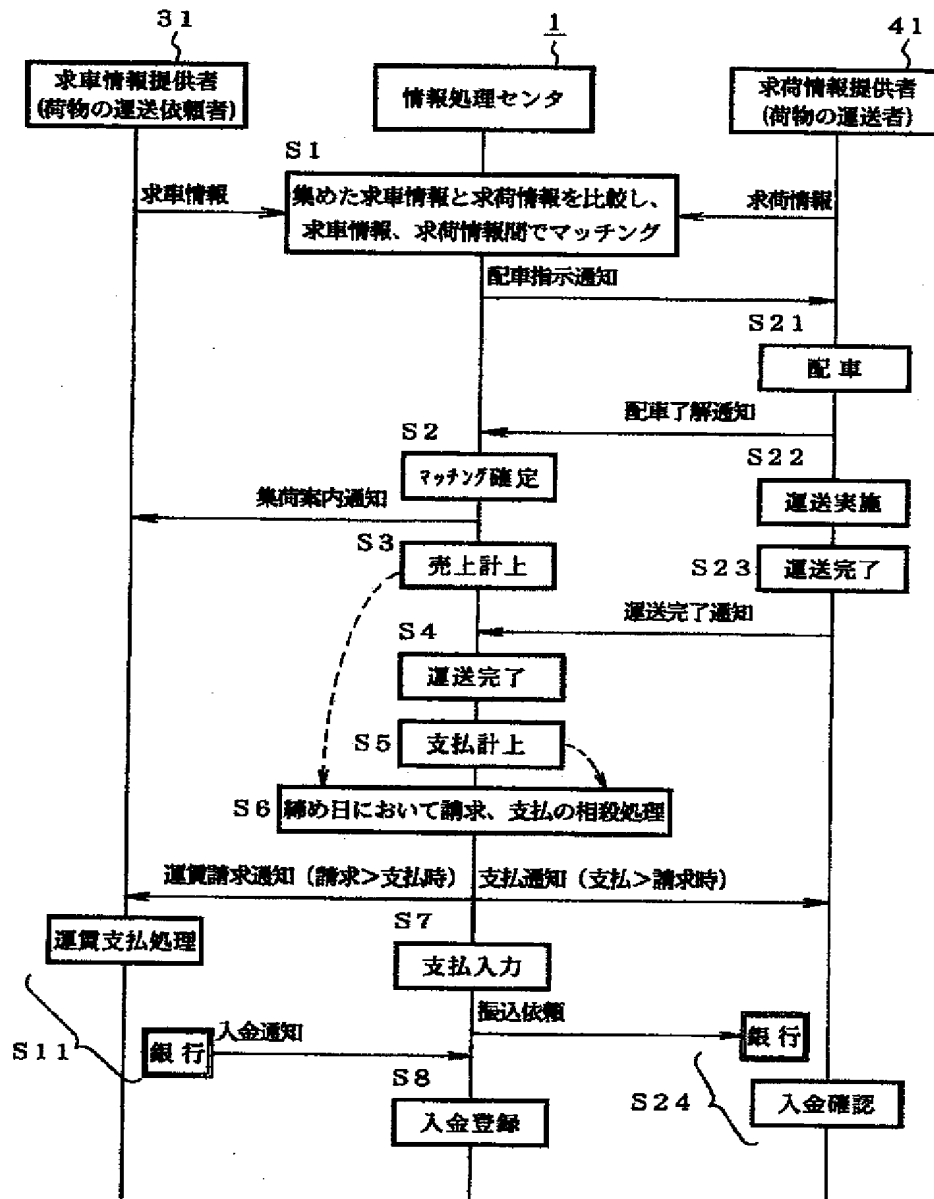 31
1
41
求車情報提供者
(荷物の運送依頼者)
情報処理センタ
求荷情報提供者
(荷物の運送者)
S1
求車情報
集めた求車情報と求荷情報を比較し、
求車情報、求荷情報間でマッチング
求荷情報
配車指示通知
S21
配車
配車了解通知
S2
S22
マッチング確定
集荷案内通知
運送実施
S3
売上計上
S23
運送完了
運送完了通知
S4
運送完了
S5
支払計上
S6
締め日において請求、支払の相殺処理
運賃請求通知(請求>支払時)
支払通知(支払>請求時)
S7
運賃支払処理
支払入力
振込依頼
S11
銀行
入金通知
銀行
S8
S24
入金登録
入金確認